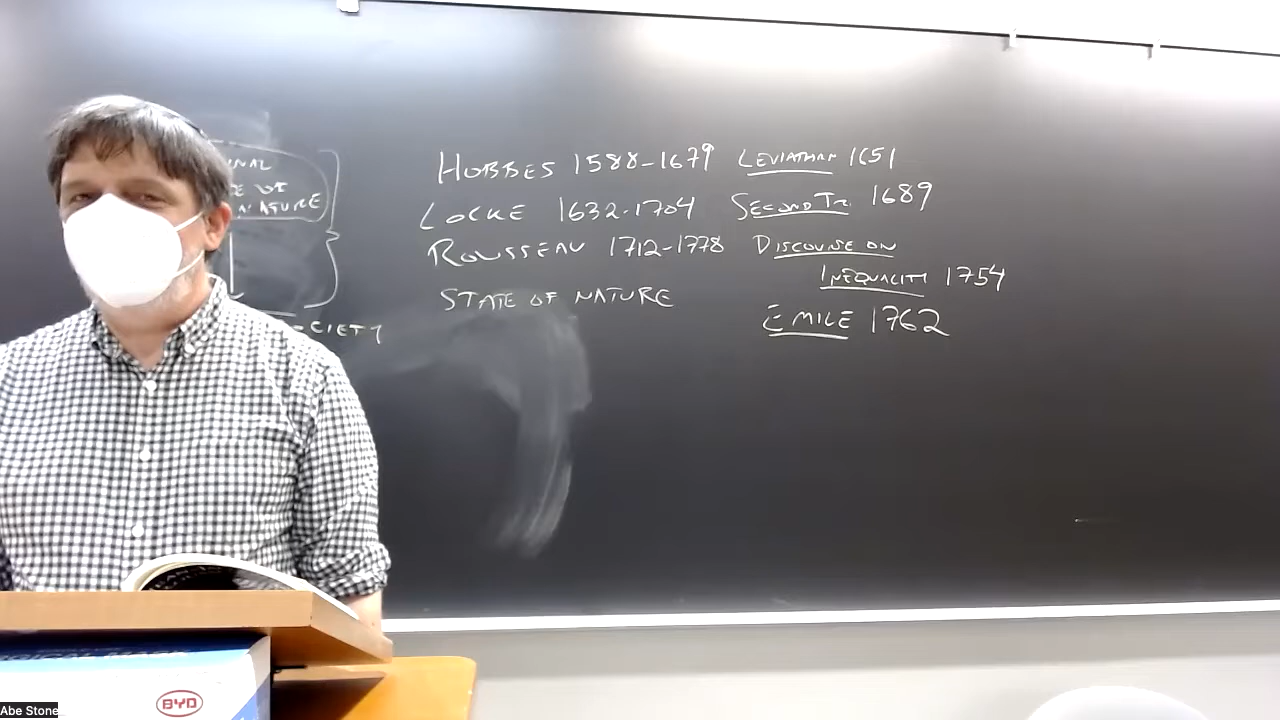 HOBBES 1588-1679 LEVIATHAN 1651
LOCKE 1632-1704 SECOND TR. 1689
ROUSSEAU 1712-1778 DISCOURSE ON
INEQUALITY 1754
STATE OF NATURE
EMILE 1762
NATURE
BYD
Abe Stone